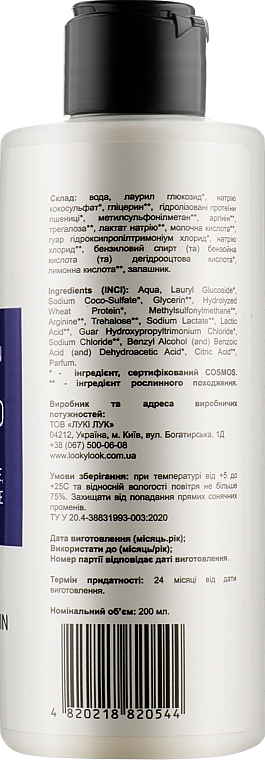 Склад: вода, лаурил глюкозид*, натрію
кокосульфат*, гліцерин**, гідролізовані протеїни
пшениці*, метилсульфонілметан**, аргінін**,
трегалоза**, лактат натрію**, молочна кислота**,
гуар гідроксипропілтримоніум хлорид*, натрію
хлорид*, бензиловий спирт (та) бензойна
кислота (та) дегідрооцтова кислота*,
лимонна кислота**, запашник.
Ingredients (INCI): Aqua, Lauryl Glucoside*,
Sodium Coco-Sulfate*, Glycerin**, Hydrolyzed
Wheat Protein*, Methylsulfonylmethane**,
Arginine**, Trehalose**, Sodium Lactate**, Lactic
Acid**, Guar Hydroxypropyltrimonium Chloride*,
Sodium Chloride**, Benzyl Alcohol (and) Benzoic
Acid (and) Dehydroacetic Acid*, Citric Acid**,
Parfum.
* - інгредієнт, сертифікований COSMOS.
** - інгредієнт рослинного походження.
Виробник та адреса виробничих
потужностей:
ТОВ «ЛУКІ ЛУК»
04212, Україна, м. Київ, вул. Богатирська, 1Д
+38 (067) 500-06-08
www.lookylook.com.ua
Умови зберігання: при температурі від +5 до
+25С та відносній вологості повітря не більше
75%. Захищати від попадання прямих сонячних
променів.
ТУ У 20.4-38831993-003:2020
Дата виготовлення (місяць.рік);
Використати до (місяць/рік);
Номер партії відповідає даті виготовлення.
Термін придатності: 24 місяці від дати
виготовлення.
Номінальний об'єм: 200 мл.
IN
4 820218 820544